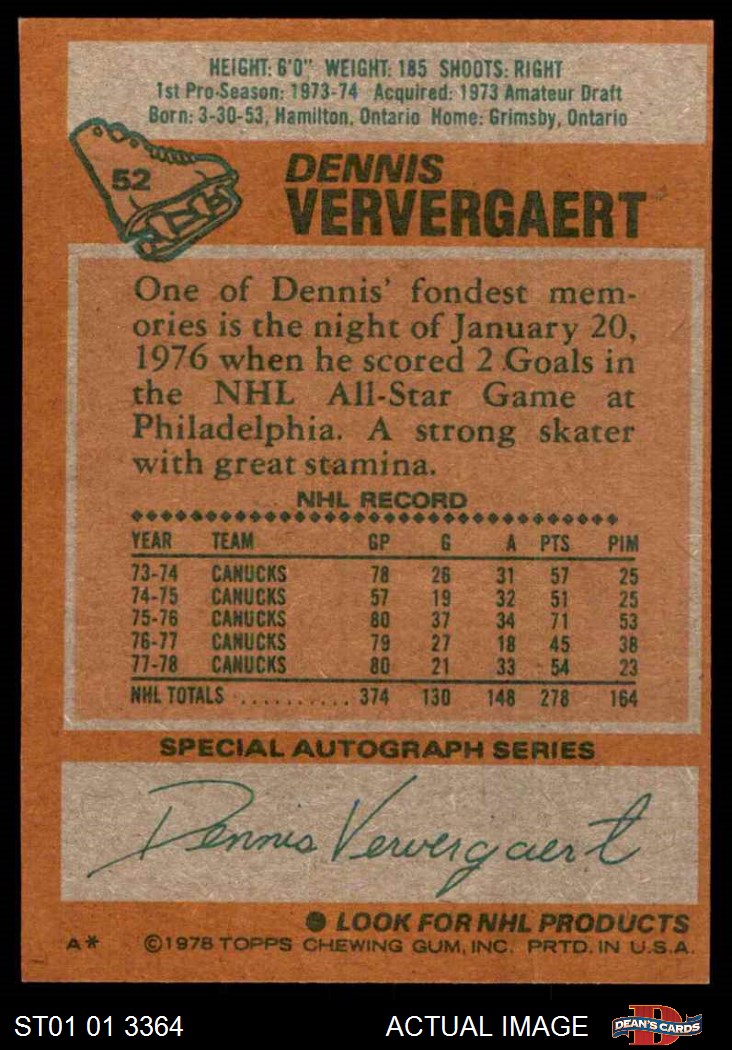 HEIGHT: 6'0" WEIGHT: 185 SHOOTS: RIGHT
1st Pro-Season: 1973-74 Acquired: 1973 Amateur Draft
Born: 3-30-53, Hamilton, Ontario Home: Grimsby, Ontario
52
DENNIS
VERVERGAERT
One of Dennis' fondest mem-
ories is the night of January 20,
1976 when he scored 2 Goals in
the NHL All-Star Game at
Philadelphia. A strong skater
with great stamina.
NHL RECORD
YEAR TEAM GP G A PTS PIM
73-74 CANUCKS 78 26 31 57 25
74-75 CANUCKS 57 19 32 51 25
75-76 CANUCKS 80 37 34 71 53
76-77 CANUCKS 79 27 18 45 38
77-78 CANUCKS 80 21 33 54 23
NHL TOTALS ........... 374 130 148 278 164
SPECIAL AUTOGRAPH SERIES
Dennis Ververgaert
● LOOK FOR NHL PRODUCTS
A* ©1978 TOPPS CHEWING GUM, INC. PRTD. IN U.S.A.
ST01 01 3364 ACTUAL IMAGE DEAN'S CARDS